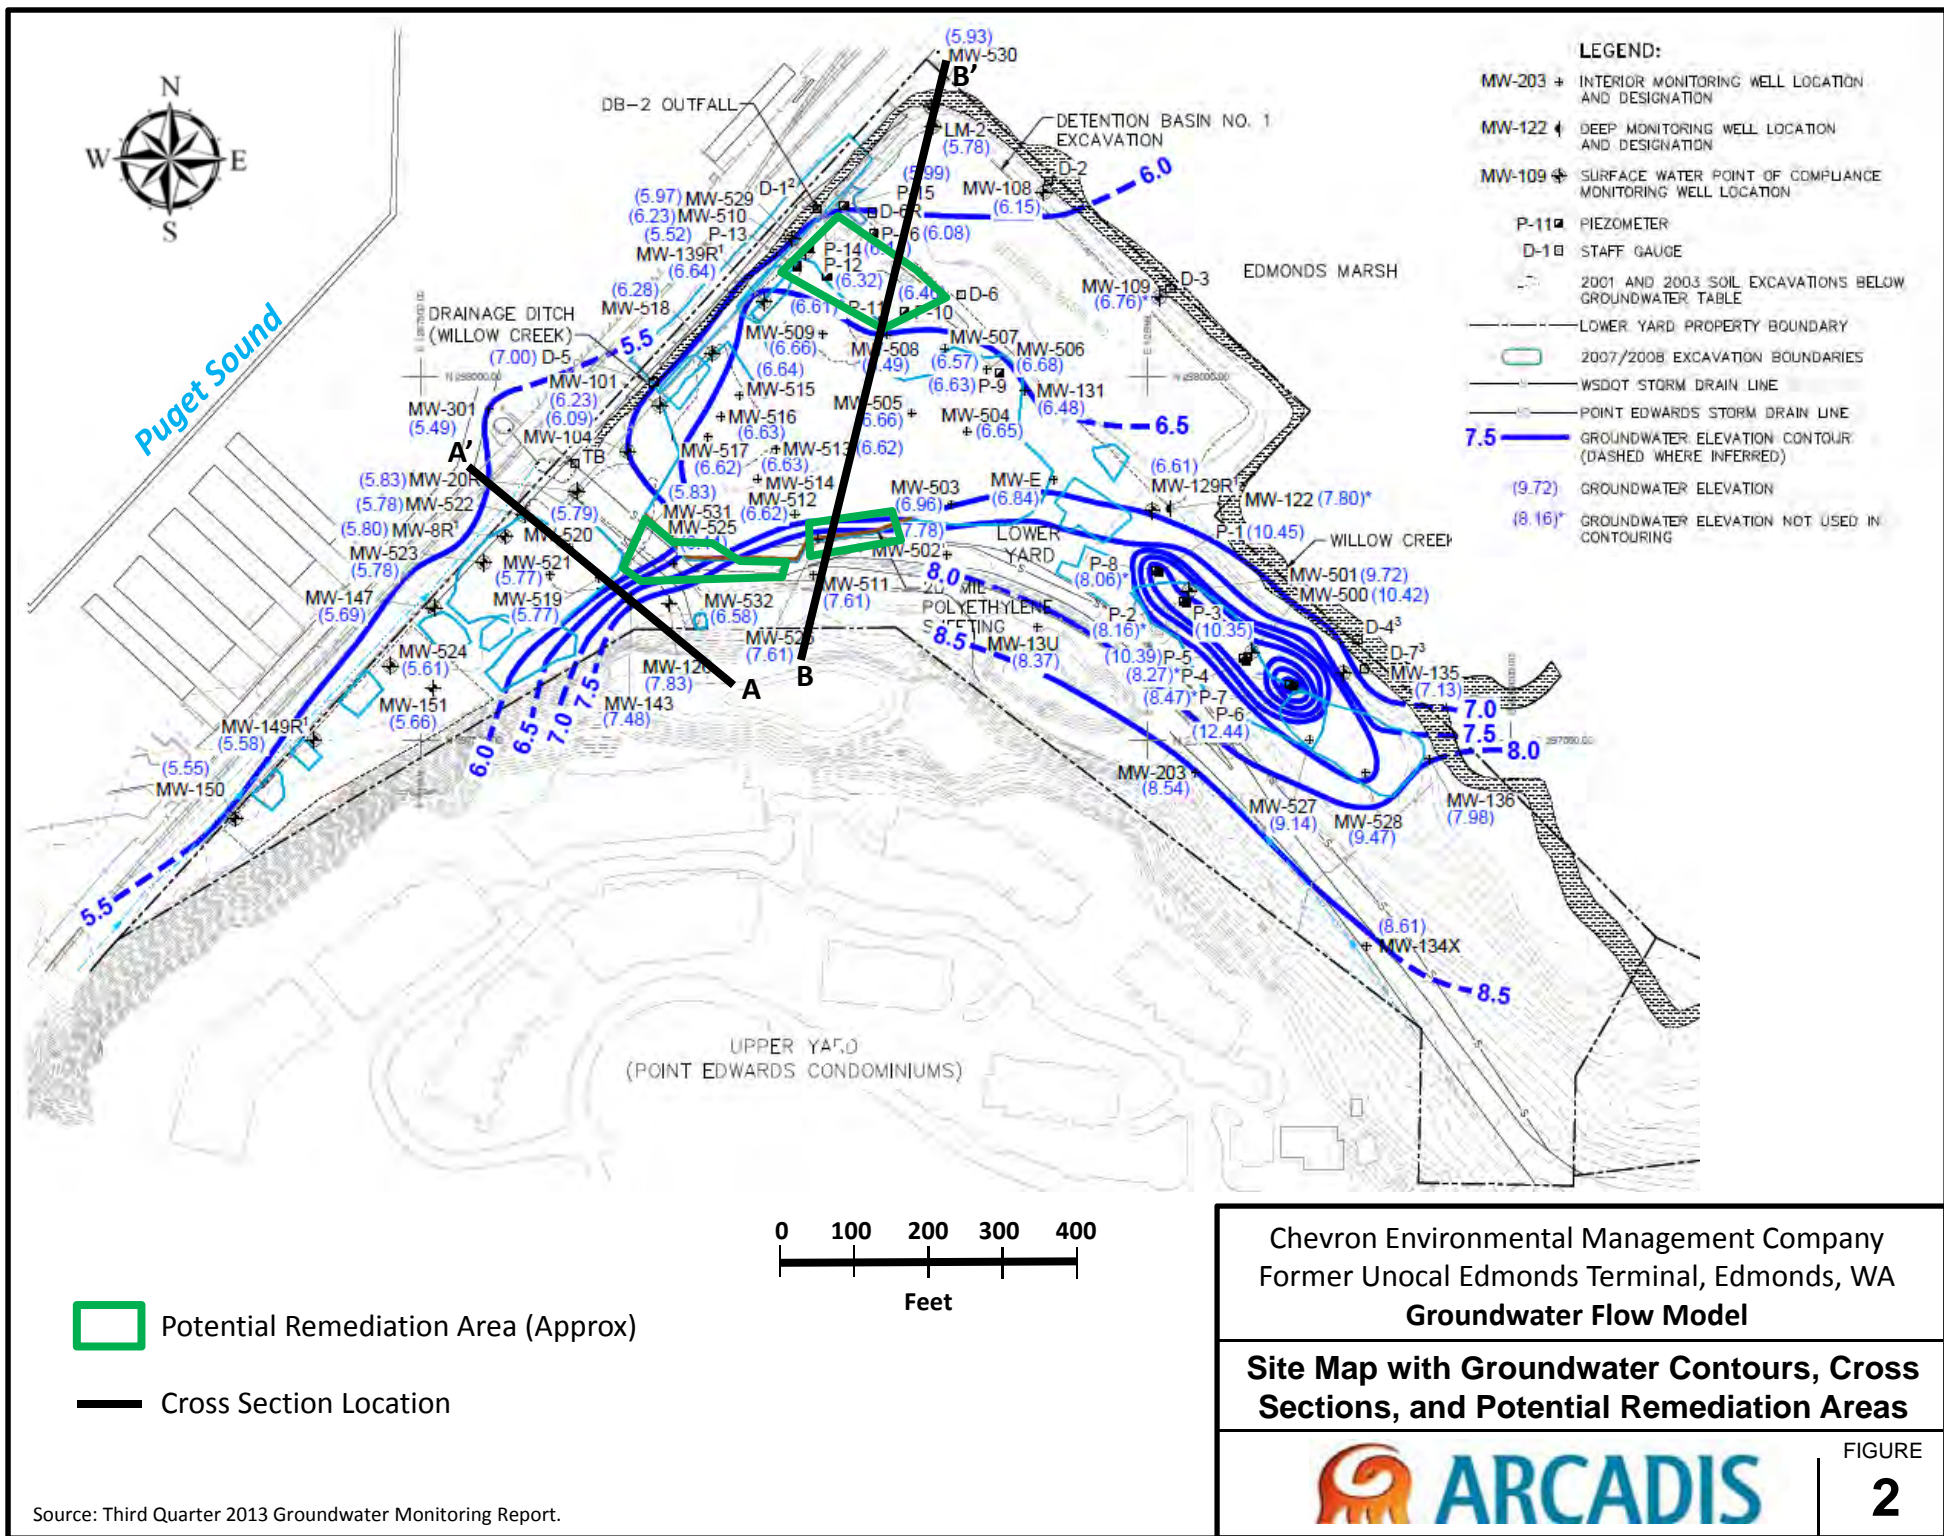 N
W
E
S
Puget Sound
(5.93)
MW-530
B'
DB-2 OUTFALL
LM-2
(5.78)
DETENTION BASIN NO. 1
EXCAVATION
D-2
6.0
MW-108
(6.15)
P-15
D-6R
(6.08)
D-1²
(5.97) MW-529
(6.23) MW-510
(5.52) P-13
MW-139R¹
(6.64)
P-14
P-12
(6.32)
(6.28)
MW-518
DRAINAGE DITCH
(WILLOW CREEK)
(7.00) D-5
5.5
(6.61)
P-11
P-10
D-6
MW-109
(6.76)*
D-3
EDMONDS MARSH
MW-509
(6.66)
MW-508
MW-507
(6.57)
MW-506
(6.68)
(6.64)
MW-515
(6.63)
P-9
MW-131
(6.48)
6.5
MW-101
(6.23)
(6.09)
MW-301
(5.49)
MW-104
TB
MW-516
(6.63)
MW-505
(6.66)
MW-504
(6.65)
MW-517
(6.62)
MW-513
(6.62)
(6.63)
MW-514
MW-512
(6.62)
A'
(5.83) MW-20R
(5.78) MW-522
(5.80) MW-8R¹
MW-523
(5.78)
(5.79)
MW-520
MW-521
(5.77)
MW-519
(5.77)
(5.83)
MW-531
MW-525
MW-503
(6.96)
MW-E
(6.84)
(6.61)
MW-129R¹
MW-122 (7.80)*
P-1 (10.45)
WILLOW CREEK
MW-147
(5.69)
MW-502
LOWER
YARD
8.0
P-8
(8.06)*
MW-501 (9.72)
MW-500 (10.42)
MW-511
(7.61)
POLYETHYLENE
8.5
MW-13U
(8.37)
MW-532
(6.58)
(7.61)
P-2
(8.16)*
P-3
(10.35)
D-4³
D-7³
MW-135
(7.13)
(10.39) P-5
(8.27)* P-4
(8.47)* P-7
P-6
(12.44)
MW-524
(5.61)
MW-151
(5.66)
(7.83)
A
B
MW-143
(7.48)
6.0
6.5
7.0
7.5
7.0
7.5
8.0
MW-149R¹
(5.58)
(5.55)
MW-150
5.5
MW-203
(8.54)
MW-527
(9.14)
MW-528
(9.47)
MW-136
(7.98)
(8.61)
MW-134X
8.5
UPPER YARD
(POINT EDWARDS CONDOMINIUMS)
LEGEND:
MW-203 INTERIOR MONITORING WELL LOCATION
AND DESIGNATION
MW-122 DEEP MONITORING WELL LOCATION
AND DESIGNATION
MW-109 SURFACE WATER POINT OF COMPLIANCE
MONITORING WELL LOCATION
P-11 PIEZOMETER
D-1 STAFF GAUGE
2001 AND 2003 SOIL EXCAVATIONS BELOW
GROUNDWATER TABLE
LOWER YARD PROPERTY BOUNDARY
2007/2008 EXCAVATION BOUNDARIES
WSDOT STORM DRAIN LINE
POINT EDWARDS STORM DRAIN LINE
7.5 GROUNDWATER ELEVATION CONTOUR
(DASHED WHERE INFERRED)
(9.72) GROUNDWATER ELEVATION
(8.16)* GROUNDWATER ELEVATION NOT USED IN
CONTOURING
0 100 200 300 400
Feet
Potential Remediation Area (Approx)
Cross Section Location
Source: Third Quarter 2013 Groundwater Monitoring Report.
Chevron Environmental Management Company
Former Unocal Edmonds Terminal, Edmonds, WA
Groundwater Flow Model
Site Map with Groundwater Contours, Cross
Sections, and Potential Remediation Areas
ARCADIS
FIGURE
2